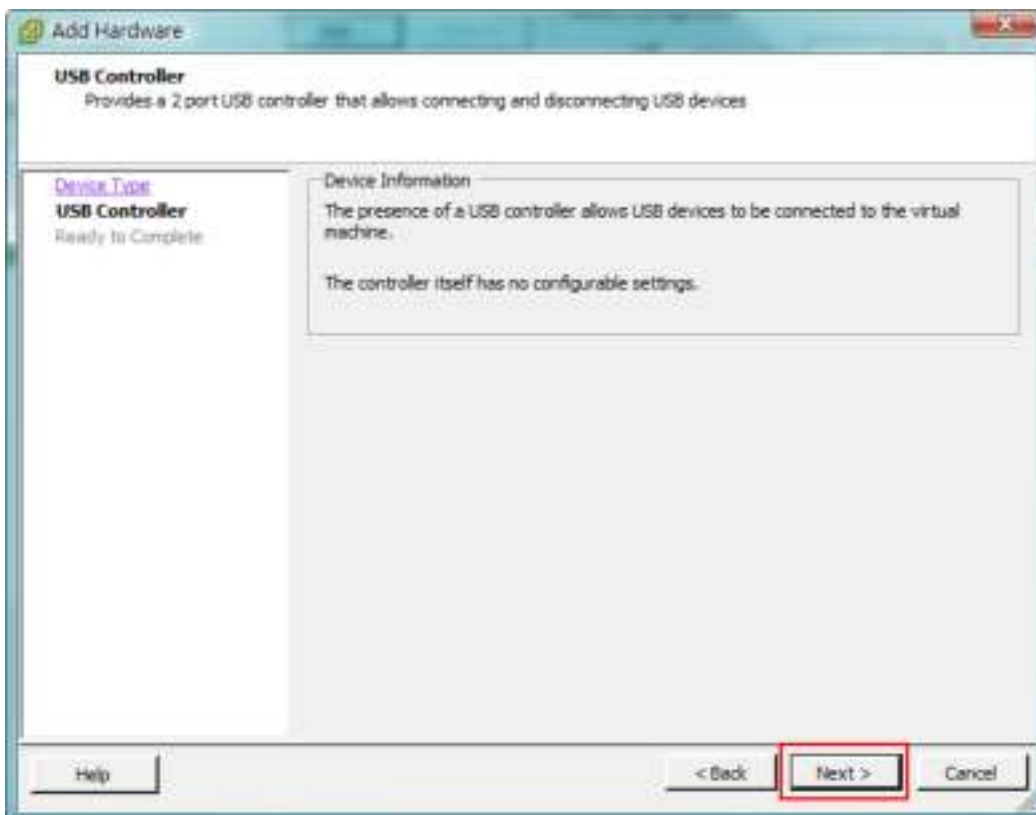 Add Hardware
USB Controller
Provides a 2 port USB controller that allows connecting and disconnecting USB devices
Device Type
USB Controller
Ready to Complete
Device Information
The presence of a USB controller allows USB devices to be connected to the virtual
machine.
The controller itself has no configurable settings.
Help
< Back
Next >
Cancel